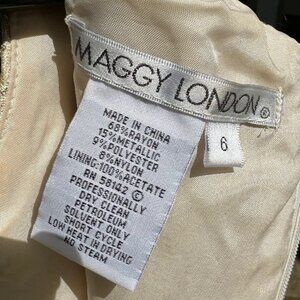 MAGGY LONDON®
6
MADE IN CHINA
68%RAYON
15%METALLIC
9%POLYESTER
8%NYLON
LINING:100%ACETATE
RN 58142 ©
PROFESSIONALLY
DRY CLEAN
PETROLEUM
SOLVENT ONLY
SHORT CYCLE
LOW HEAT IN DRYING
NO STEAM